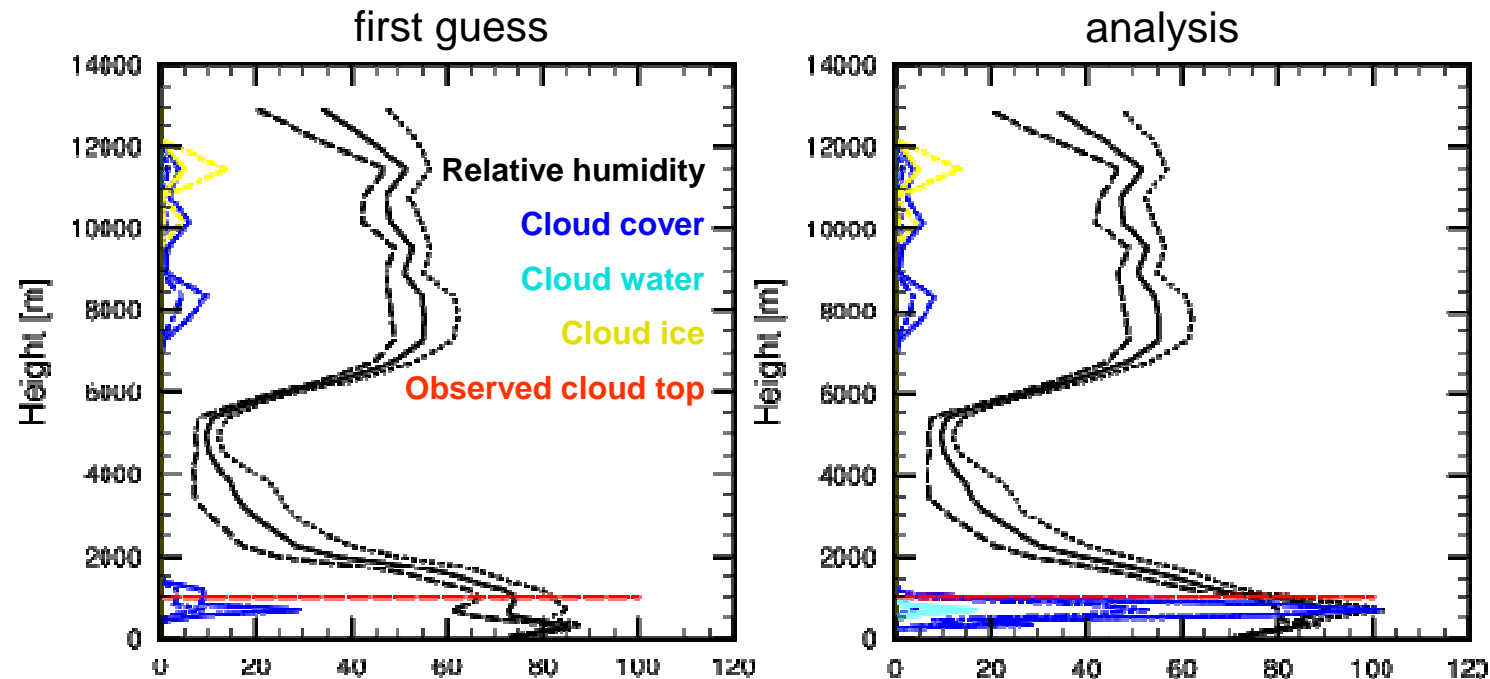 first guess
14000
12000
10000
8000
6000
4000
2000
0
Height [m]
0 20 40 60 80 100 120
Relative humidity
Cloud cover
Cloud water
Cloud ice
Observed cloud top
analysis
14000
12000
10000
8000
6000
4000
2000
0
Height [m]
0 20 40 60 80 100 120